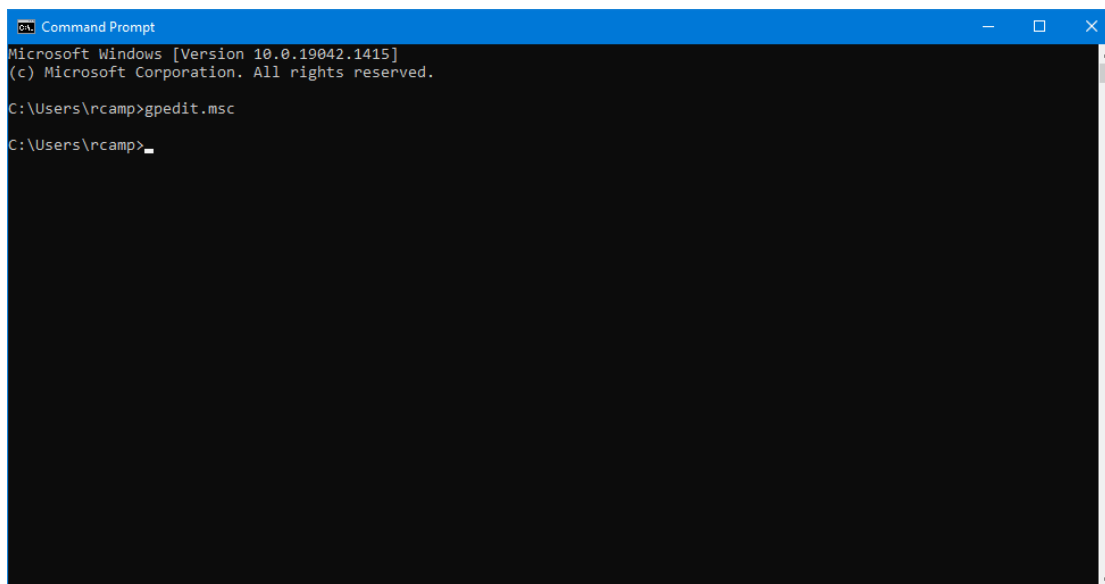 Command Prompt
Microsoft Windows [Version 10.0.19042.1415]
(c) Microsoft Corporation. All rights reserved.
C:\Users\rcamp>gpedit.msc
C:\Users\rcamp>